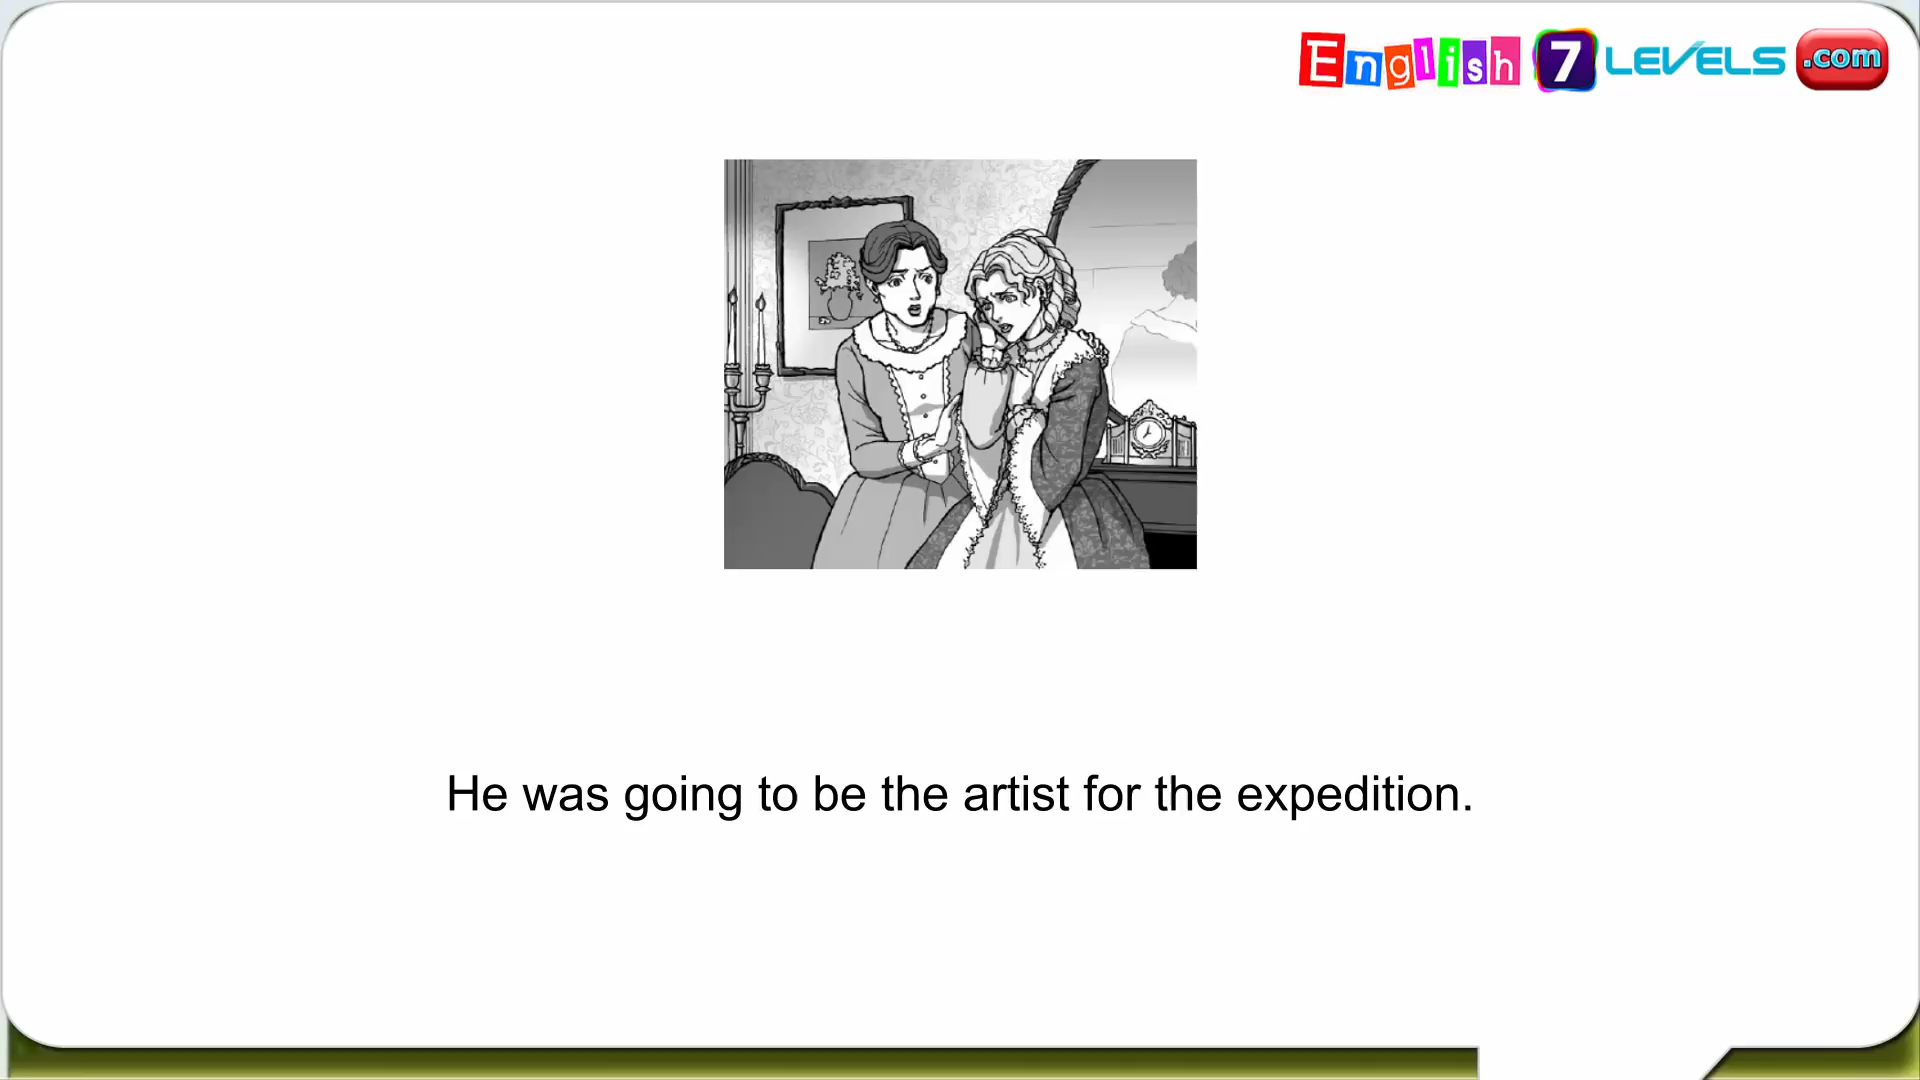 English 7 LEVELS .com
He was going to be the artist for the expedition.